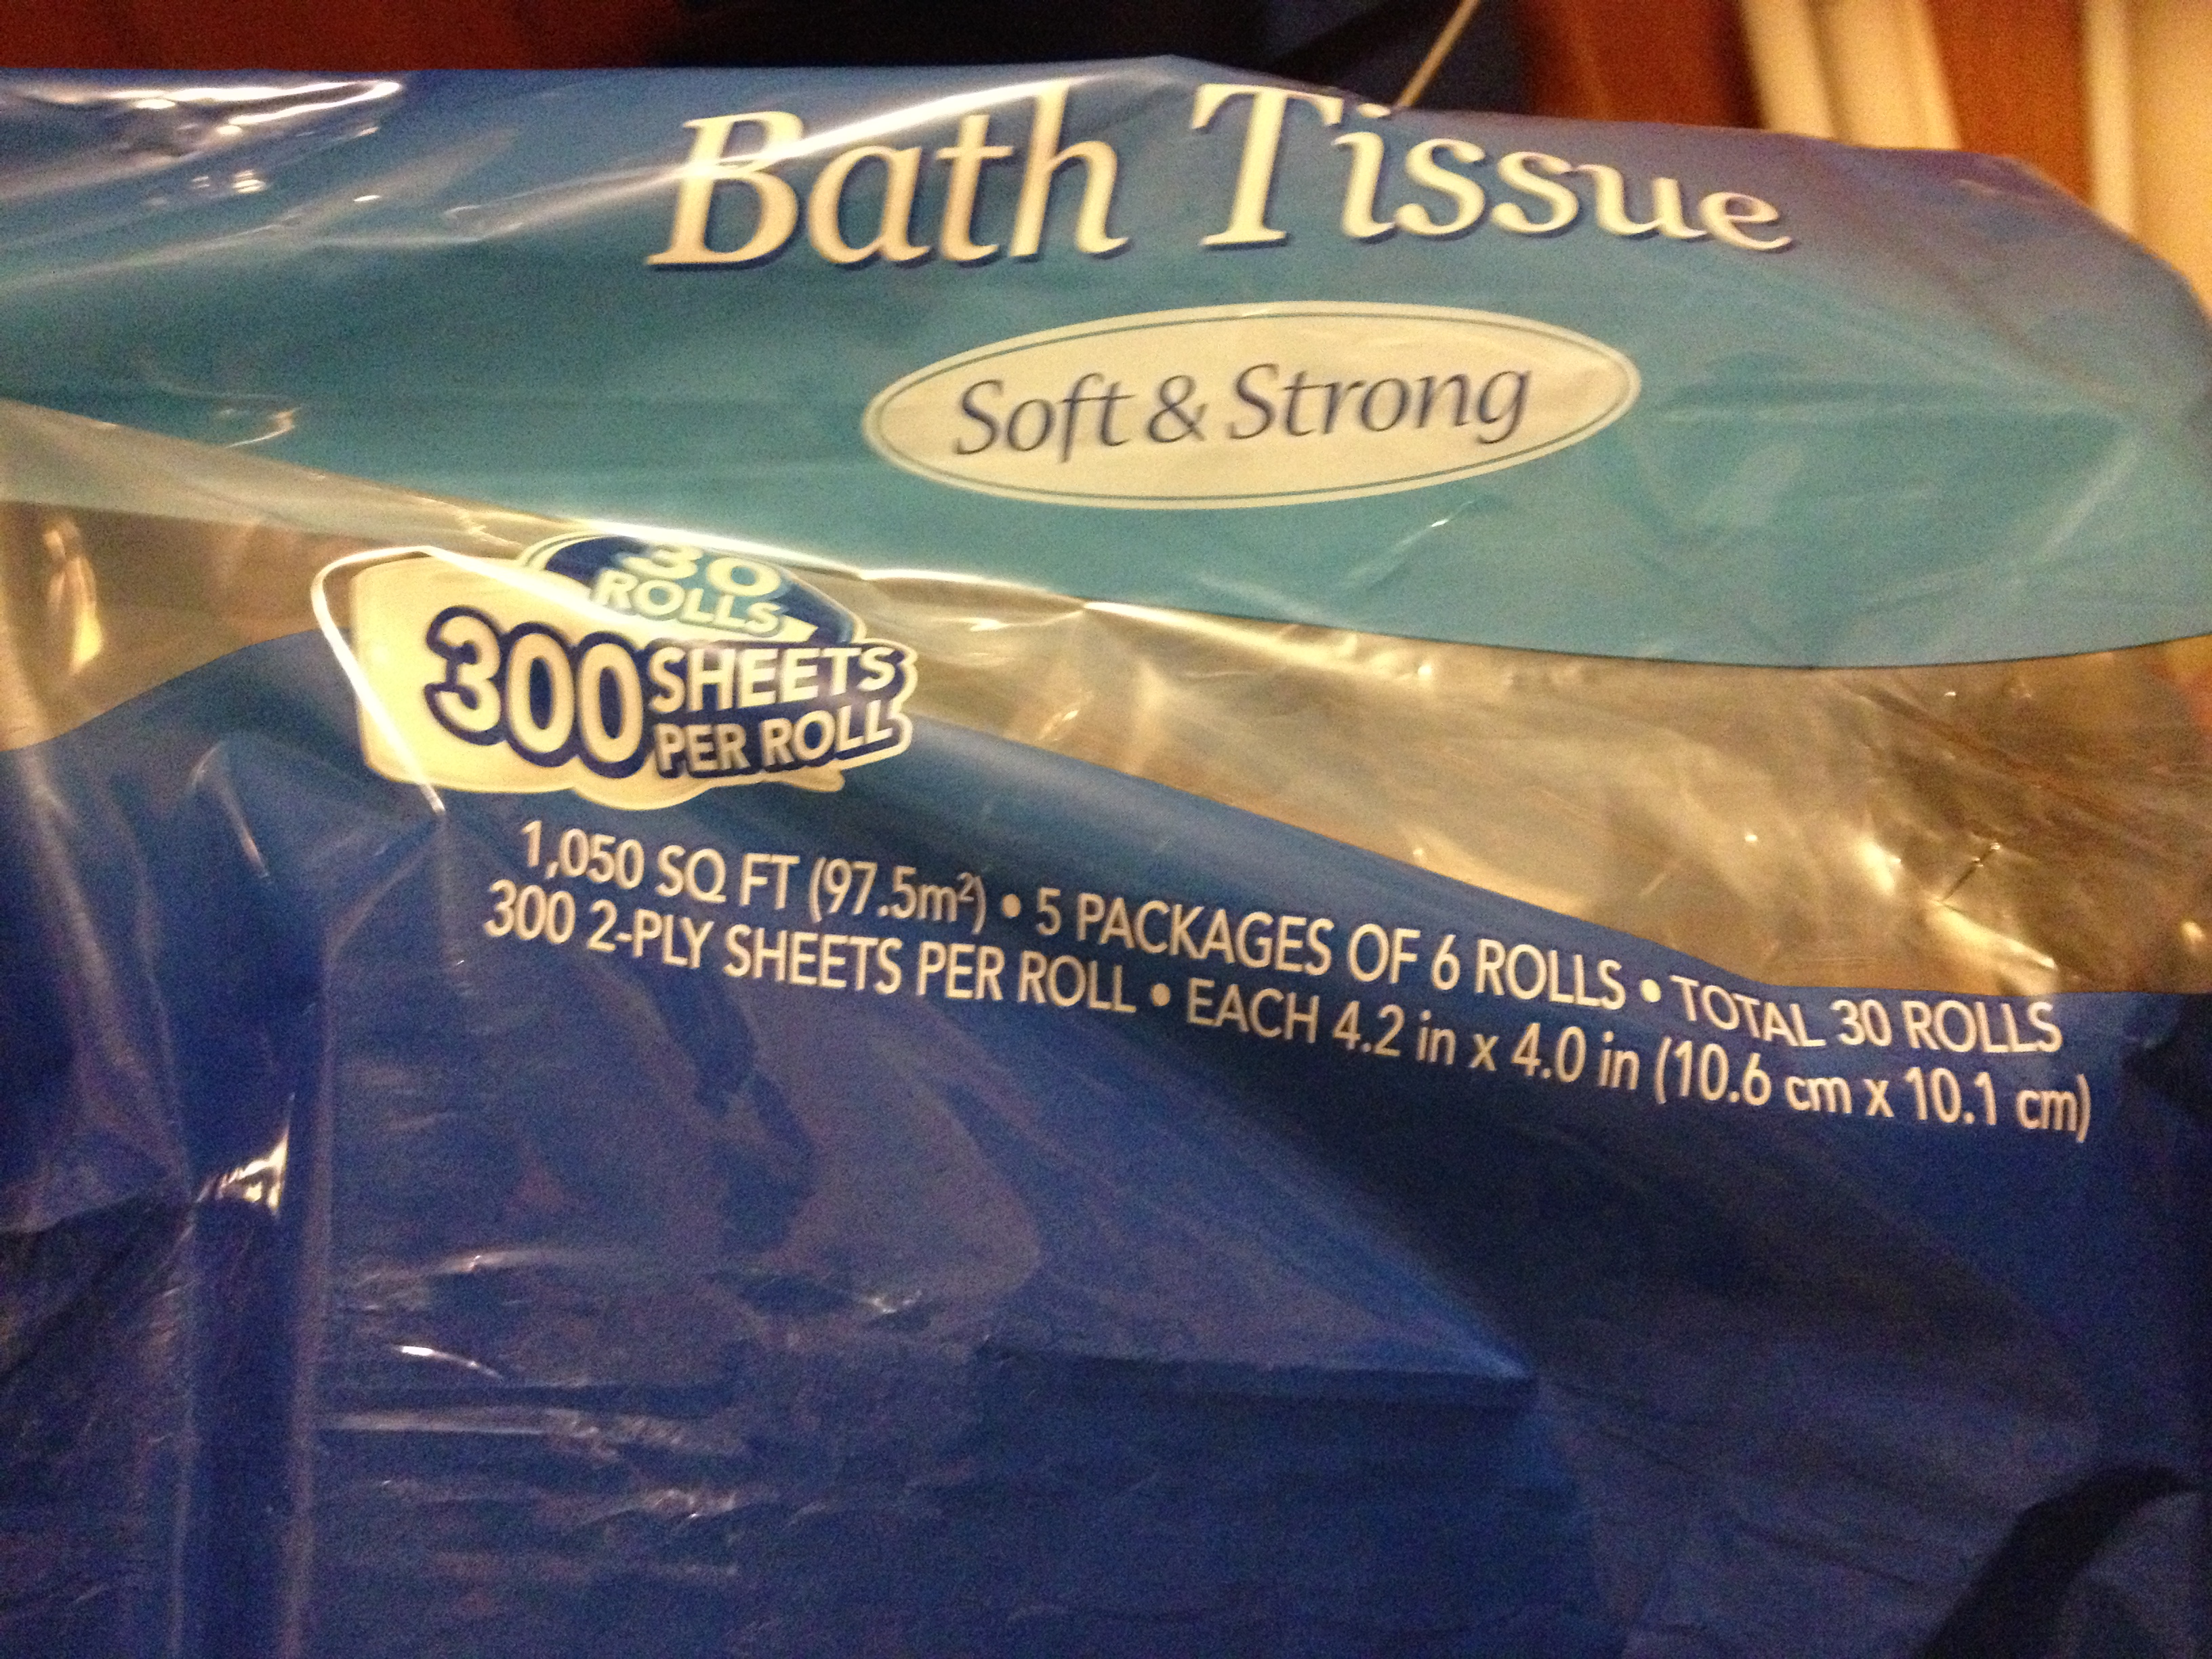 Bath Tissue
Soft & Strong
30
ROLLS
300 SHEETS
PER ROLL
1,050 SQ FT (97.5m²) • 5 PACKAGES OF 6 ROLLS • TOTAL 30 ROLLS
300 2-PLY SHEETS PER ROLL • EACH 4.2 in x 4.0 in (10.6 cm x 10.1 cm)